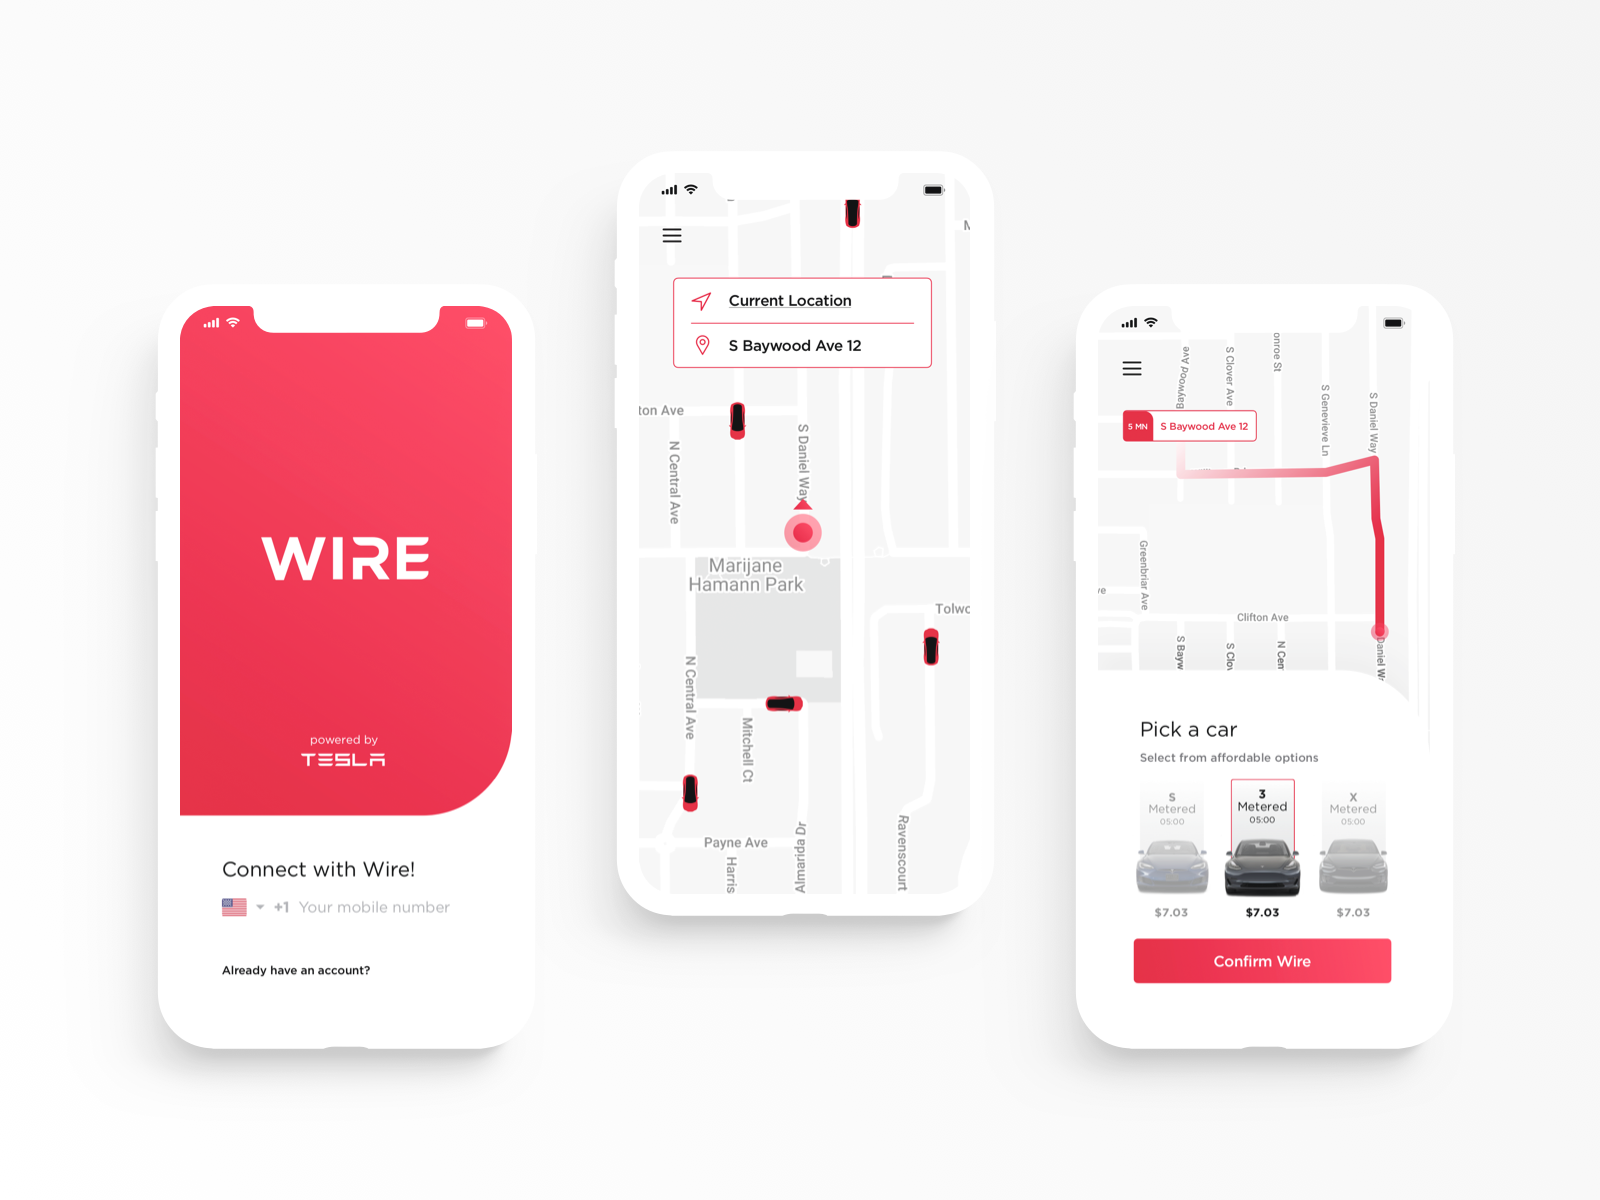 WIRE
powered by
TESLA
Connect with Wire!
+1 Your mobile number
Already have an account?
Current Location
S Baywood Ave 12
ton Ave
N Central Ave
S Daniel Way
Marijane
Hamann Park
Tolwo
N Central Ave
Mitchell Ct
Payne Ave
Harris
Almanda Dr
Ravenscourt
Baywood Ave
S Clover Ave
onroe St
S Genevieve Ln
S Daniel Way
5 MN S Baywood Ave 12
Greenbriar Ave
ve
Clifton Ave
S Bayw
S Clov
N Cen
Daniel Wa
Pick a car
Select from affordable options
S
Metered
05:00
$7.03
3
Metered
05:00
$7.03
X
Metered
05:00
$7.03
Confirm Wire